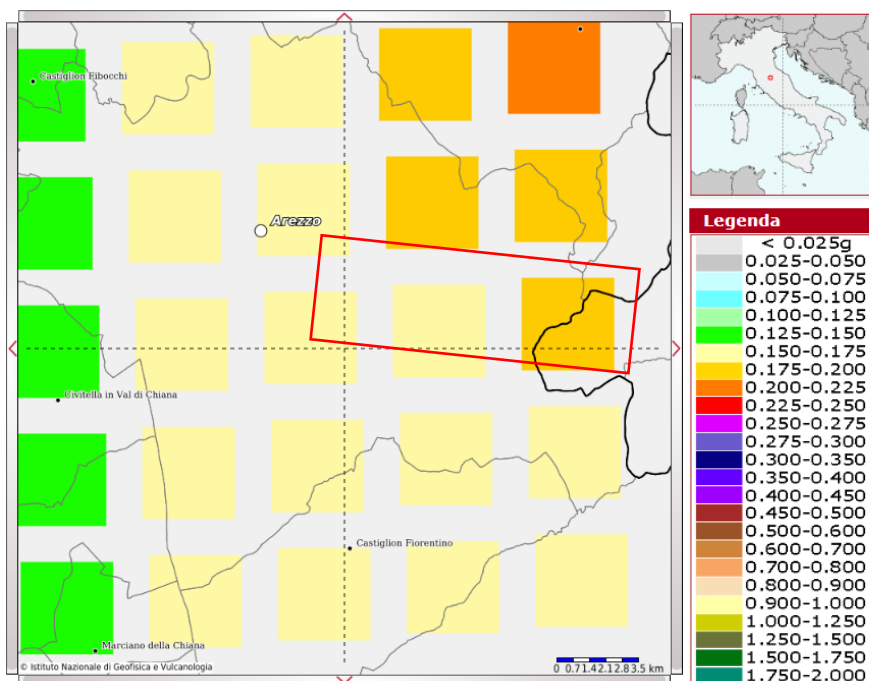 Castiglion Fibocchi
Arezzo
Civitella in Val di Chiana
Castiglion Fiorentino
Marciano della Chiana
© Istituto Nazionale di Geofisica e Vulcanologia
0 0.71.42.12.83.5 km
Legenda
< 0.025g
0.025-0.050
0.050-0.075
0.075-0.100
0.100-0.125
0.125-0.150
0.150-0.175
0.175-0.200
0.200-0.225
0.225-0.250
0.250-0.275
0.275-0.300
0.300-0.350
0.350-0.400
0.400-0.450
0.450-0.500
0.500-0.600
0.600-0.700
0.700-0.800
0.800-0.900
0.900-1.000
1.000-1.250
1.250-1.500
1.500-1.750
1.750-2.000